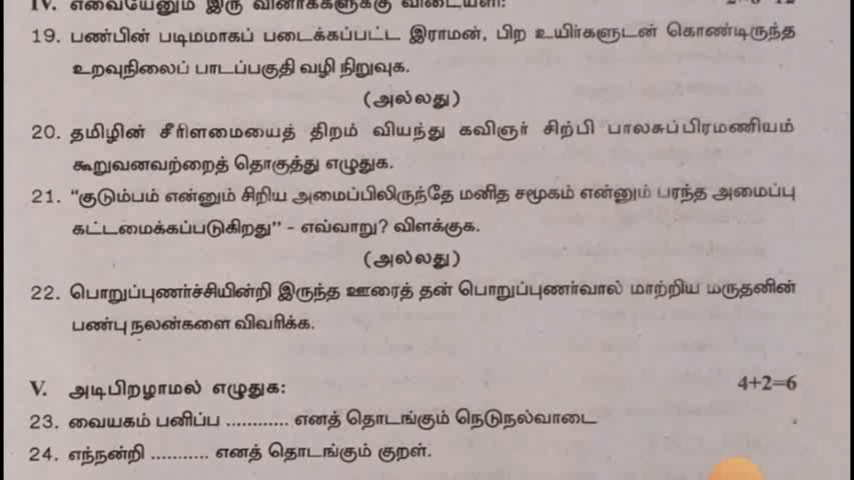 IV. எவையேனும் இரு வினாக்களுக்கு விடையளி:
19. பண்பின் படிமமாகப் படைக்கப்பட்ட இராமன், பிற உயிர்களுடன் கொண்டிருந்த
உறவுநிலைப் பாடப்பகுதி வழி நிறுவுக.
(அல்லது)
20. தமிழின் சீரிளமையைத் திறம் வியந்து கவிஞர் சிற்பி பாலசுப்பிரமணியம்
கூறுவனவற்றைத் தொகுத்து எழுதுக.
21. “குடும்பம் என்னும் சிறிய அமைப்பிலிருந்தே மனித சமூகம் என்னும் பரந்த அமைப்பு
கட்டமைக்கப்படுகிறது” - எவ்வாறு? விளக்குக.
(அல்லது)
22. பொறுப்புணர்ச்சியின்றி இருந்த ஊரைத் தன் பொறுப்புணர்வால் மாற்றிய மருதனின்
பண்பு நலன்களை விவரிக்க.
V. அடிபிறழாமல் எழுதுக: 4+2=6
23. வையகம் பனிப்ப ............ எனத் தொடங்கும் நெடுநல்வாடை
24. எந்நன்றி ........... எனத் தொடங்கும் குறள்.